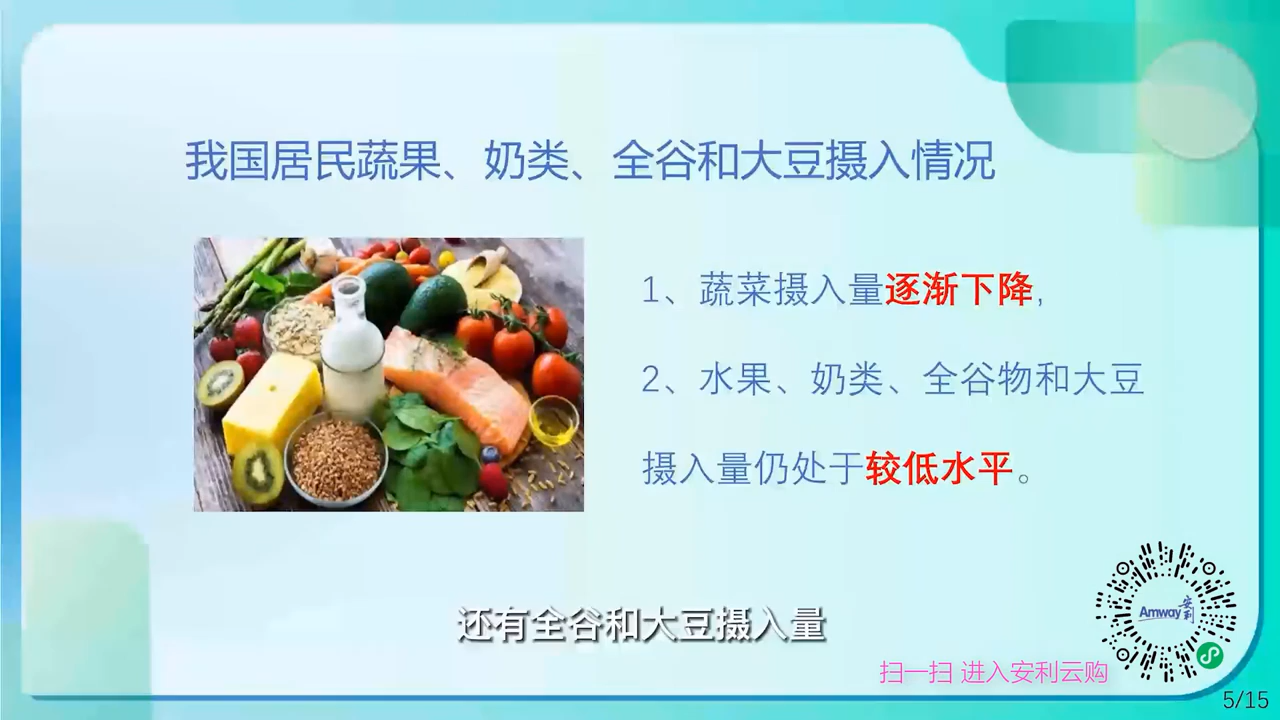 我国居民蔬果、奶类、全谷和大豆摄入情况
1、蔬菜摄入量逐渐下降,
2、水果、奶类、全谷物和大豆
摄入量仍处于较低水平。
还有全谷和大豆摄入量
Amway安利
扫一扫 进入安利云购
5/15